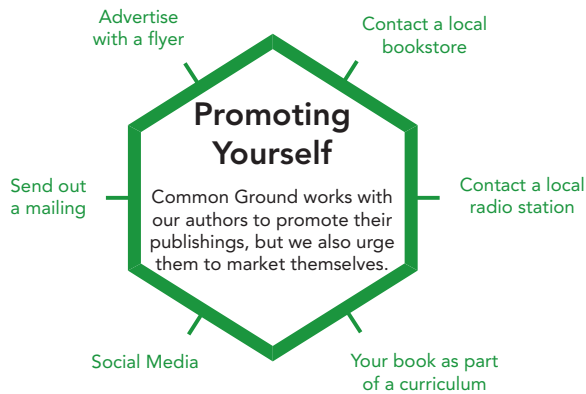 Advertise
with a flyer
Contact a local
bookstore
Promoting
Yourself
Common Ground works with
our authors to promote their
publishings, but we also urge
them to market themselves.
Send out
a mailing
Contact a local
radio station
Social Media
Your book as part
of a curriculum